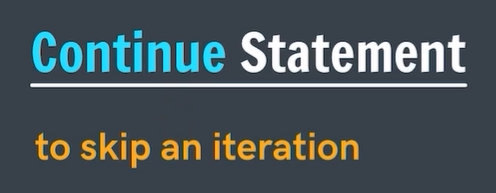 Continue Statement
to skip an iteration